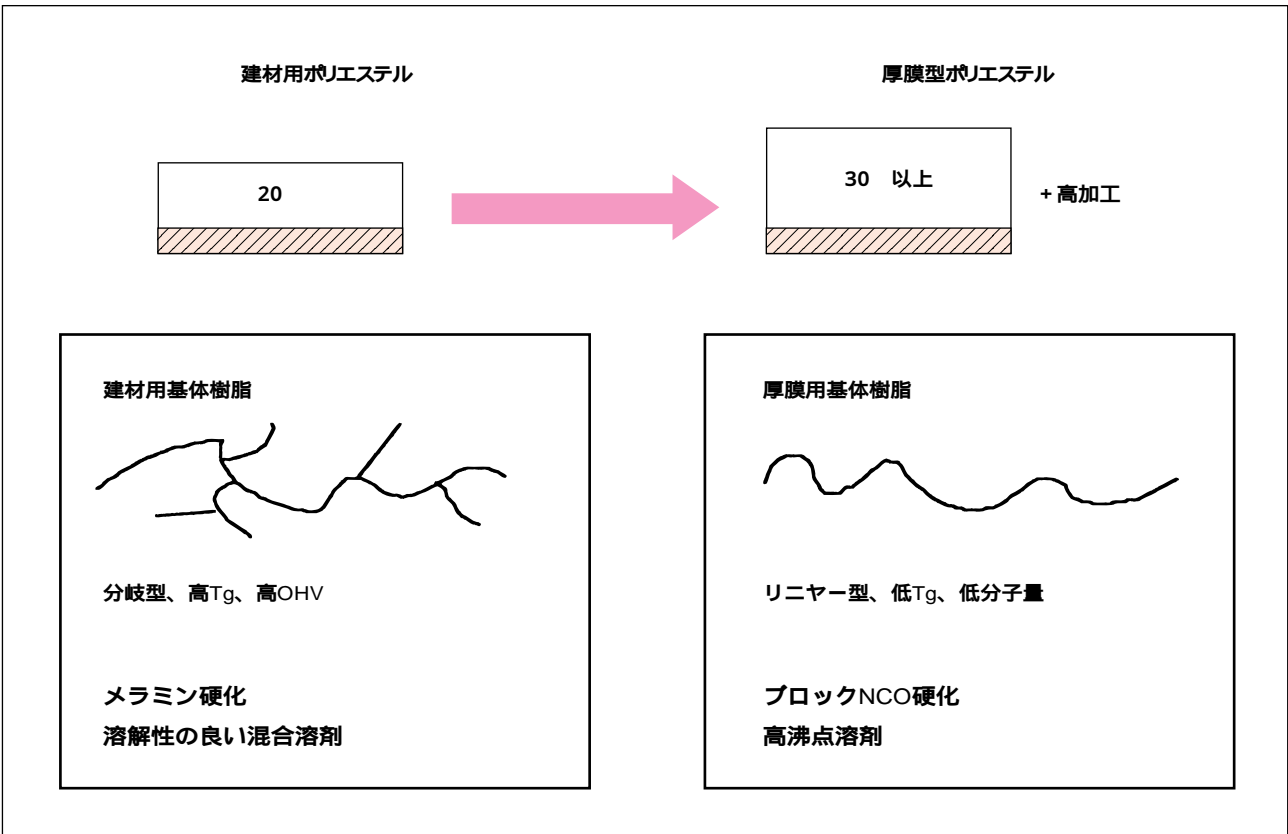 建材用ポリエステル
厚膜型ポリエステル
20
30 以上
+ 高加工
建材用基体樹脂
分岐型、高Tg、高OHV
メラミン硬化
溶解性の良い混合溶剤
厚膜用基体樹脂
リニヤー型、低Tg、低分子量
ブロックNCO硬化
高沸点溶剤